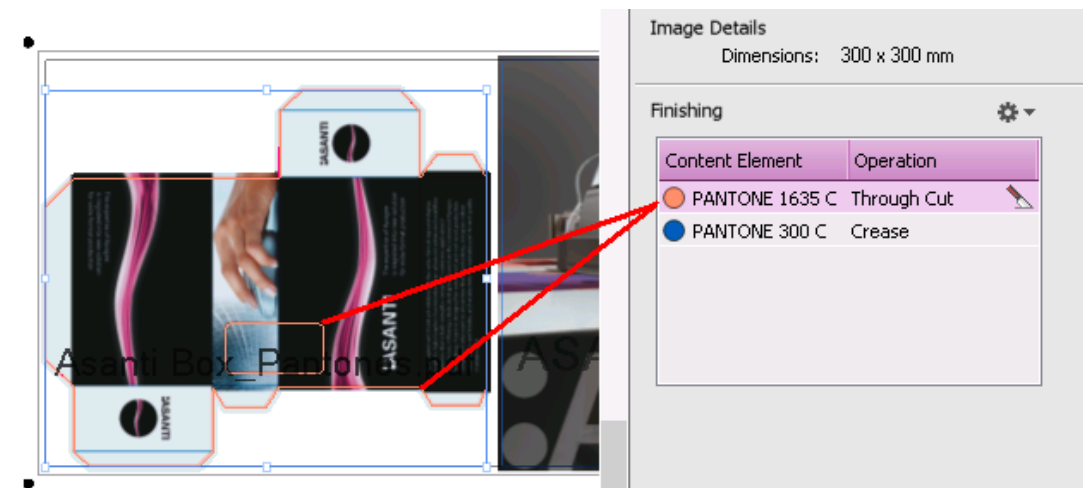 Image Details
Dimensions: 300 x 300 mm
Finishing
Content Element Operation
PANTONE 1635 C Through Cut
PANTONE 300 C Crease
ASANTI
ASANTI
Asanti Box_Pantones.pdf
ASA
ASANTI